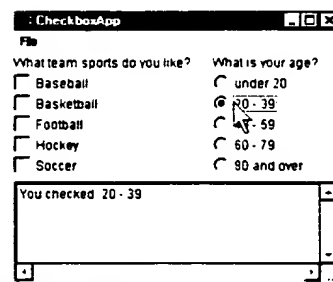 : CheckboxApp
File
What team sports do you like? What is your age?
Baseball under 20
Basketball 20 - 39
Football - 59
Hockey 60 - 79
Soccer 80 and over
You checked 20 - 39